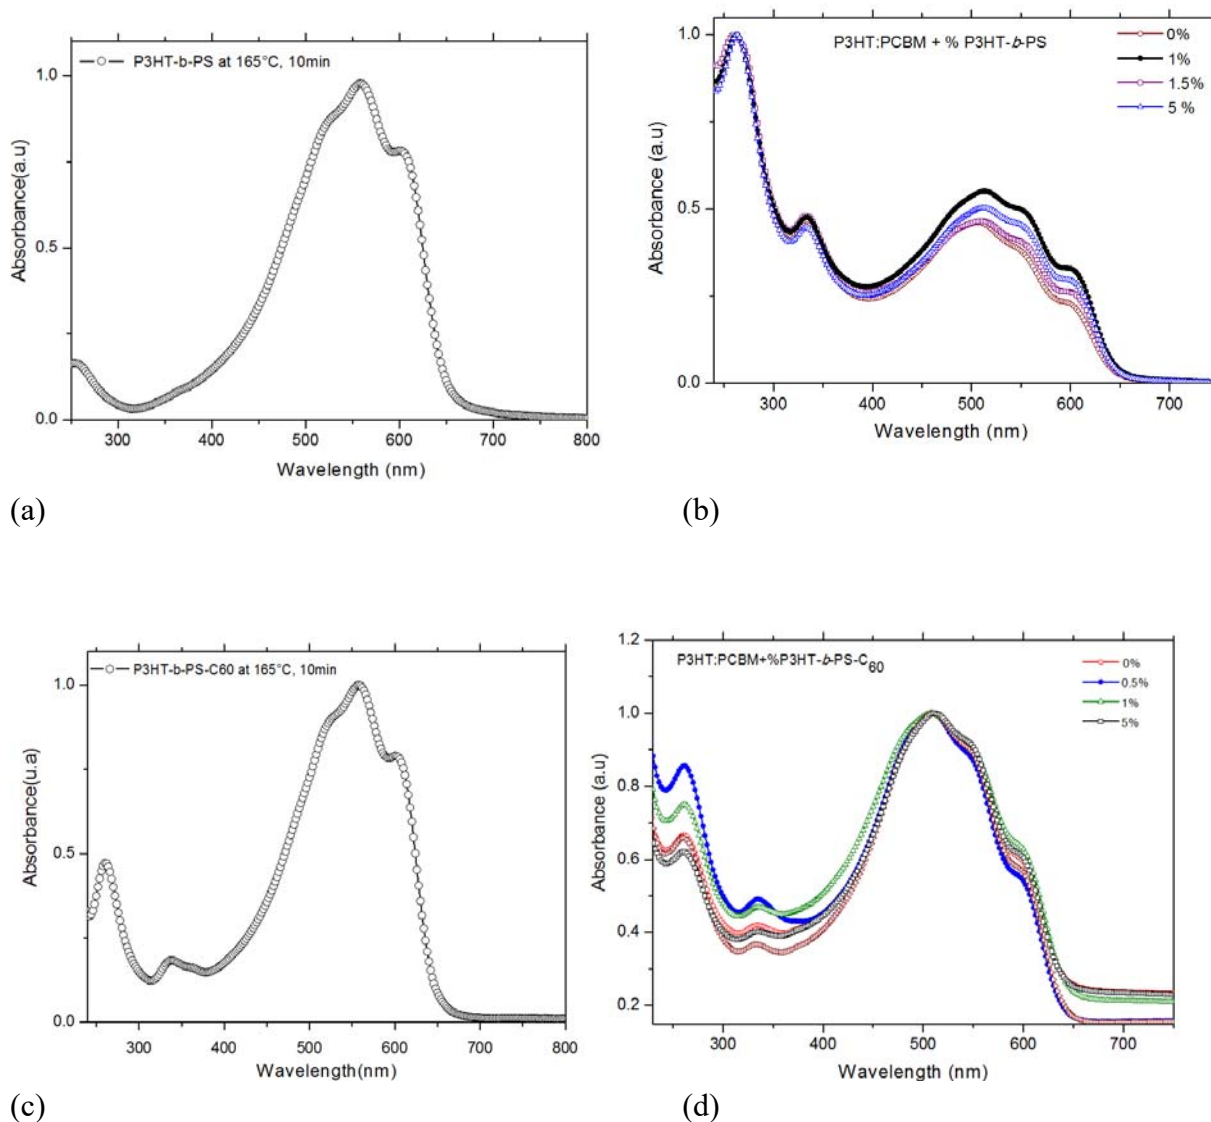 P3HT-b-PS at 165°C, 10min
1.0
0.5
0.0
Absorbance(a.u)
300 400 500 600 700 800
Wavelength (nm)
(a)
P3HT:PCBM + % P3HT-b-PS
0%
1%
1.5%
5 %
1.0
0.5
0.0
Absorbance (a.u)
300 400 500 600 700
Wavelength (nm)
(b)
P3HT-b-PS-C60 at 165°C, 10min
1.0
0.5
0.0
Absorbance(u.a)
300 400 500 600 700 800
Wavelength(nm)
(c)
P3HT:PCBM+%P3HT-b-PS-C60
0%
0.5%
1%
5%
1.2
1.0
0.8
0.6
0.4
0.2
Absorbance (a.u)
300 400 500 600 700
Wavelength (nm)
(d)